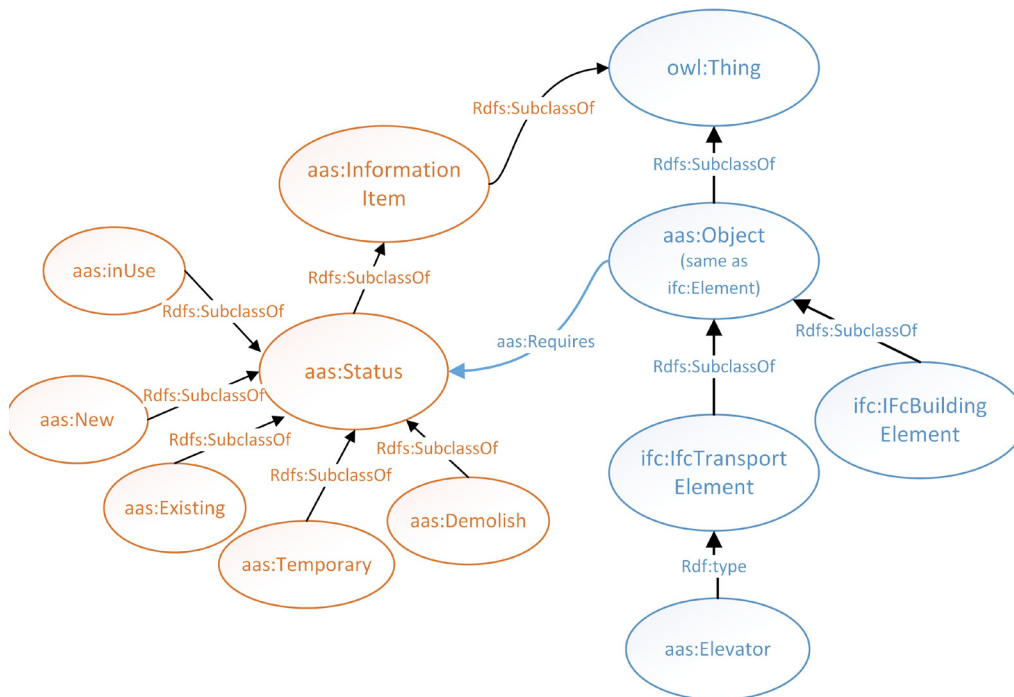 owl:Thing
Rdfs:SubclassOf
aas:Information
Item
Rdfs:SubclassOf
aas:Object
(same as
ifc:Element)
aas:inUse
Rdfs:SubclassOf
Rdfs:SubclassOf
aas:Requires
Rdfs:SubclassOf
aas:Status
Rdfs:SubclassOf
Rdfs:SubclassOf
aas:New
ifc:IFcBuilding
Element
Rdfs:SubclassOf
Rdfs:SubclassOf
Rdfs:SubclassOf
ifc:IfcTransport
Element
aas:Existing
aas:Demolish
aas:Temporary
Rdf:type
aas:Elevator